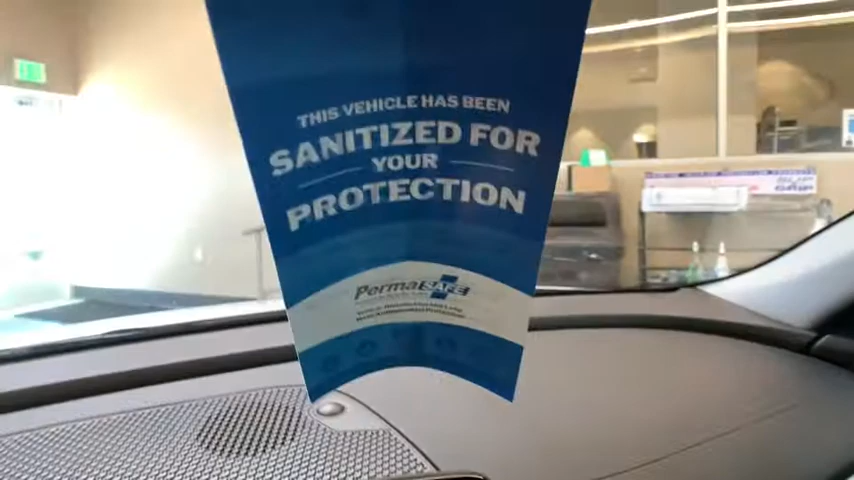 THIS VEHICLE HAS BEEN
SANITIZED FOR
YOUR
PROTECTION
PermaSAFE